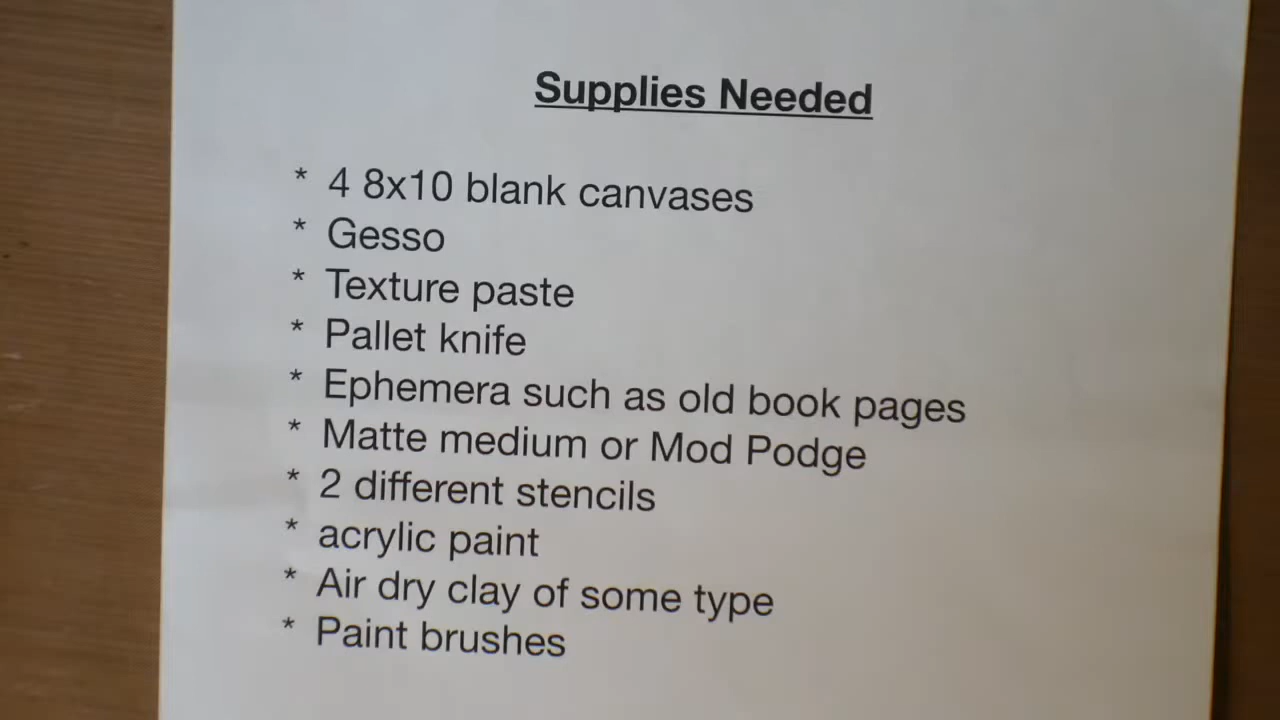 Supplies Needed
* 4 8x10 blank canvases
* Gesso
* Texture paste
* Pallet knife
* Ephemera such as old book pages
* Matte medium or Mod Podge
* 2 different stencils
* acrylic paint
* Air dry clay of some type
* Paint brushes